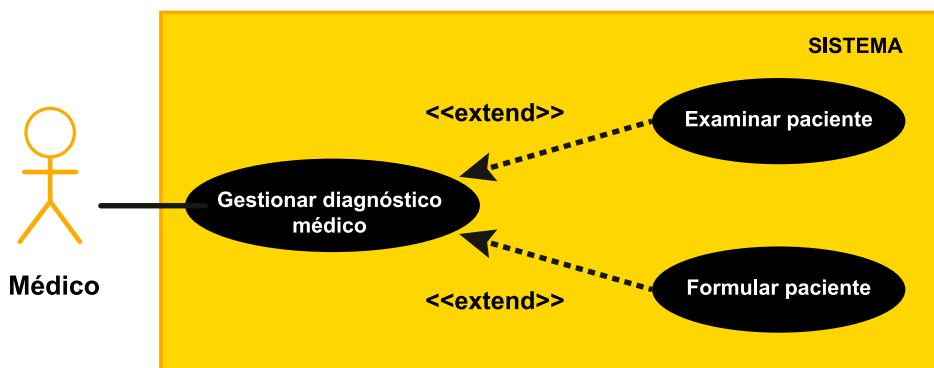 SISTEMA
<<extend>>
Examinar paciente
Gestionar diagnóstico
médico
Médico
<<extend>>
Formular paciente